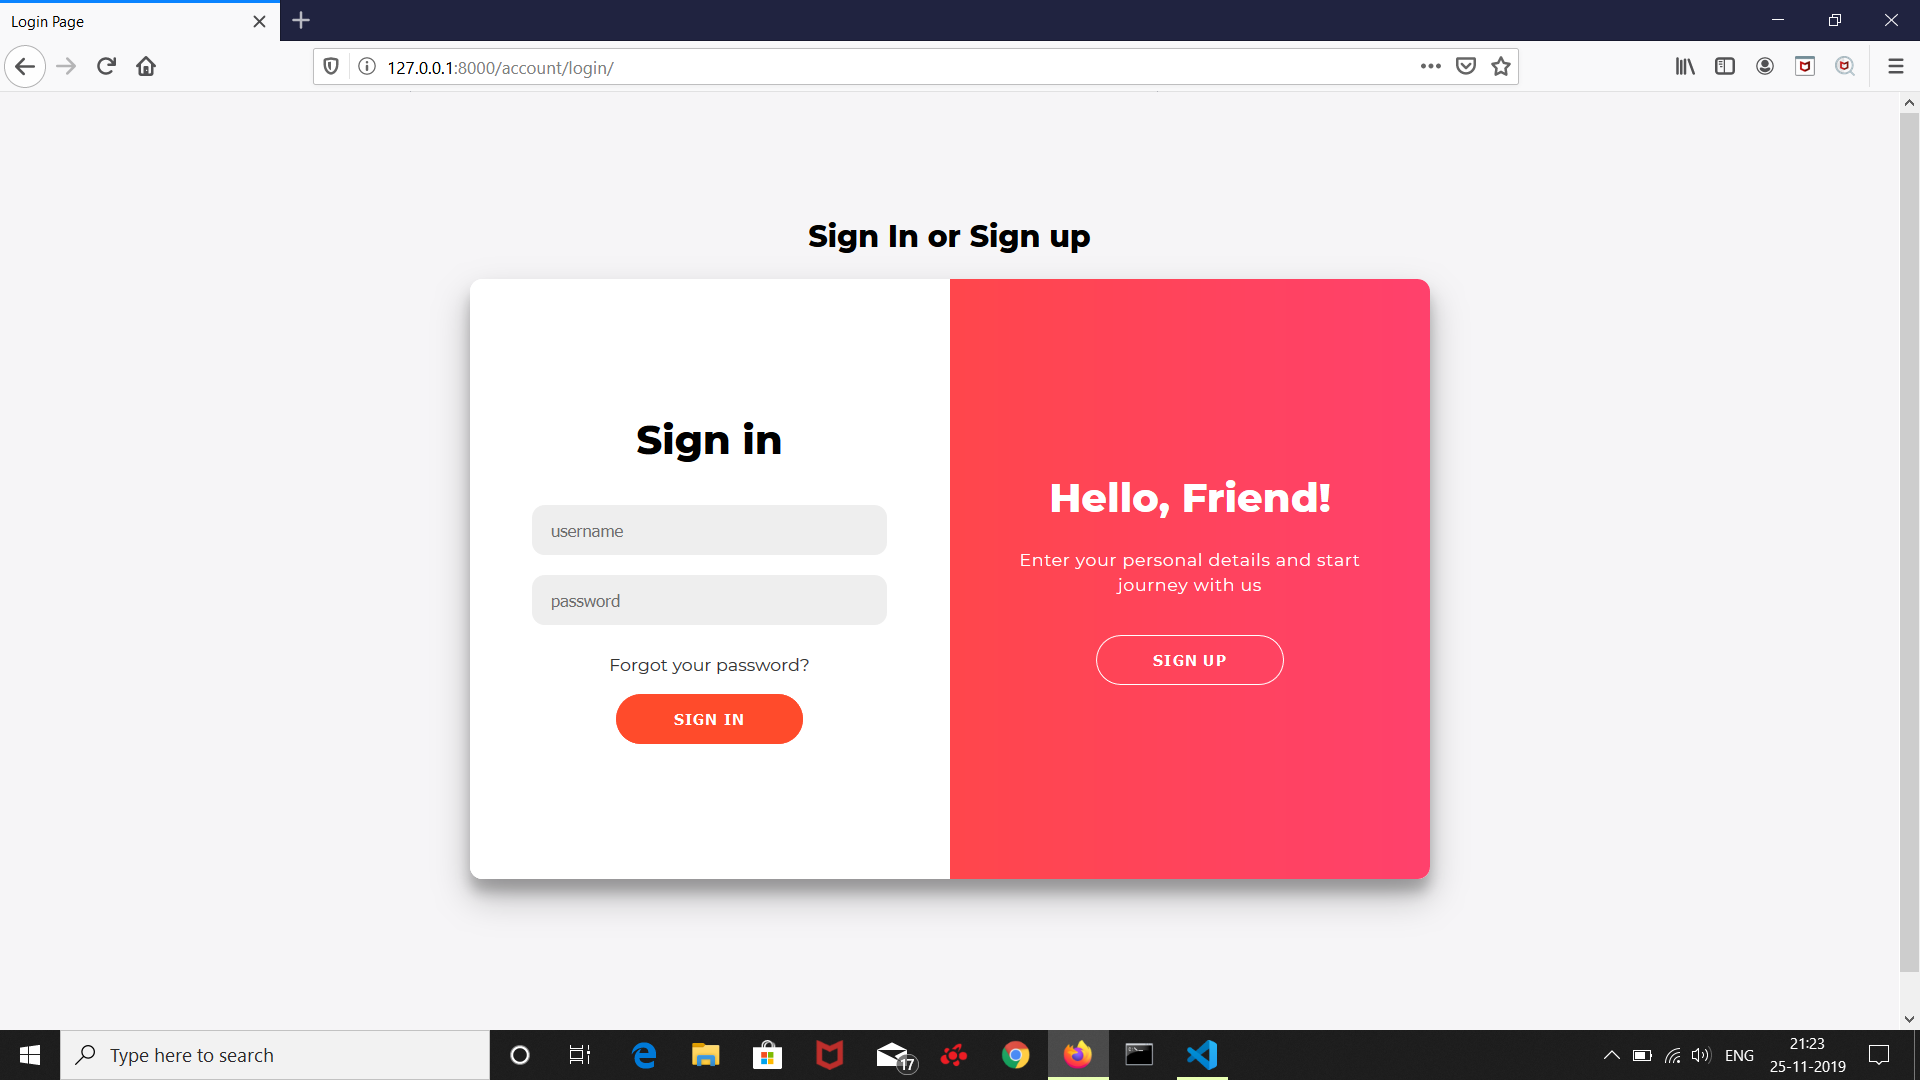 Login Page
127.0.0.1:8000/account/login/
Sign In or Sign up
Sign in
username
password
Forgot your password?
SIGN IN
Hello, Friend!
Enter your personal details and start
journey with us
SIGN UP
Type here to search
17
ENG
21:23
25-11-2019